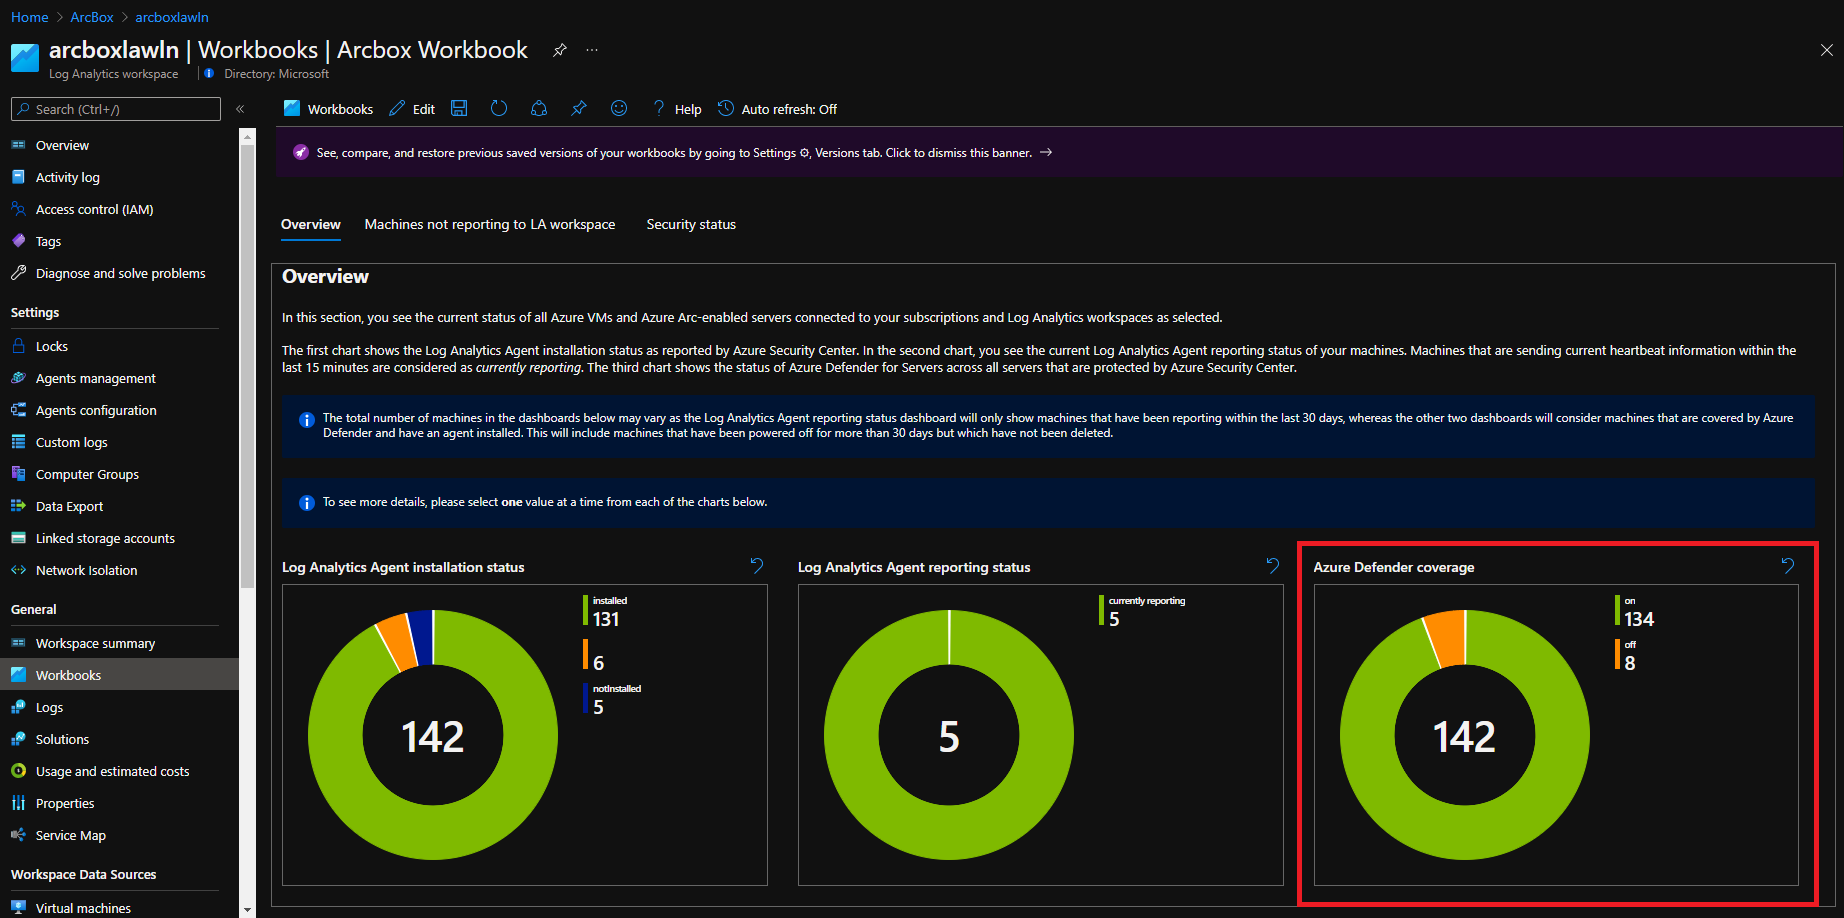 Home > ArcBox > arcboxlawln
arcboxlawln | Workbooks | Arcbox Workbook
Log Analytics workspace | Directory: Microsoft
Search (Ctrl+/)
Overview
Activity log
Access control (IAM)
Tags
Diagnose and solve problems
Settings
Locks
Agents management
Agents configuration
Custom logs
Computer Groups
Data Export
Linked storage accounts
Network Isolation
General
Workspace summary
Workbooks
Logs
Solutions
Usage and estimated costs
Properties
Service Map
Workspace Data Sources
Virtual machines
Workbooks Edit Help Auto refresh: Off
See, compare, and restore previous saved versions of your workbooks by going to Settings ⚙, Versions tab. Click to dismiss this banner. →
Overview Machines not reporting to LA workspace Security status
Overview
In this section, you see the current status of all Azure VMs and Azure Arc-enabled servers connected to your subscriptions and Log Analytics workspaces as selected.
The first chart shows the Log Analytics Agent installation status as reported by Azure Security Center. In the second chart, you see the current Log Analytics Agent reporting status of your machines. Machines that are sending current heartbeat information within the
last 15 minutes are considered as currently reporting. The third chart shows the status of Azure Defender for Servers across all servers that are protected by Azure Security Center.
The total number of machines in the dashboards below may vary as the Log Analytics Agent reporting status dashboard will only show machines that have been reporting within the last 30 days, whereas the other two dashboards will consider machines that are covered by Azure
Defender and have an agent installed. This will include machines that have been powered off for more than 30 days but which have not been deleted.
To see more details, please select one value at a time from each of the charts below.
Log Analytics Agent installation status
installed
131
6
notInstalled
5
142
Log Analytics Agent reporting status
currently reporting
5
5
Azure Defender coverage
on
134
off
8
142